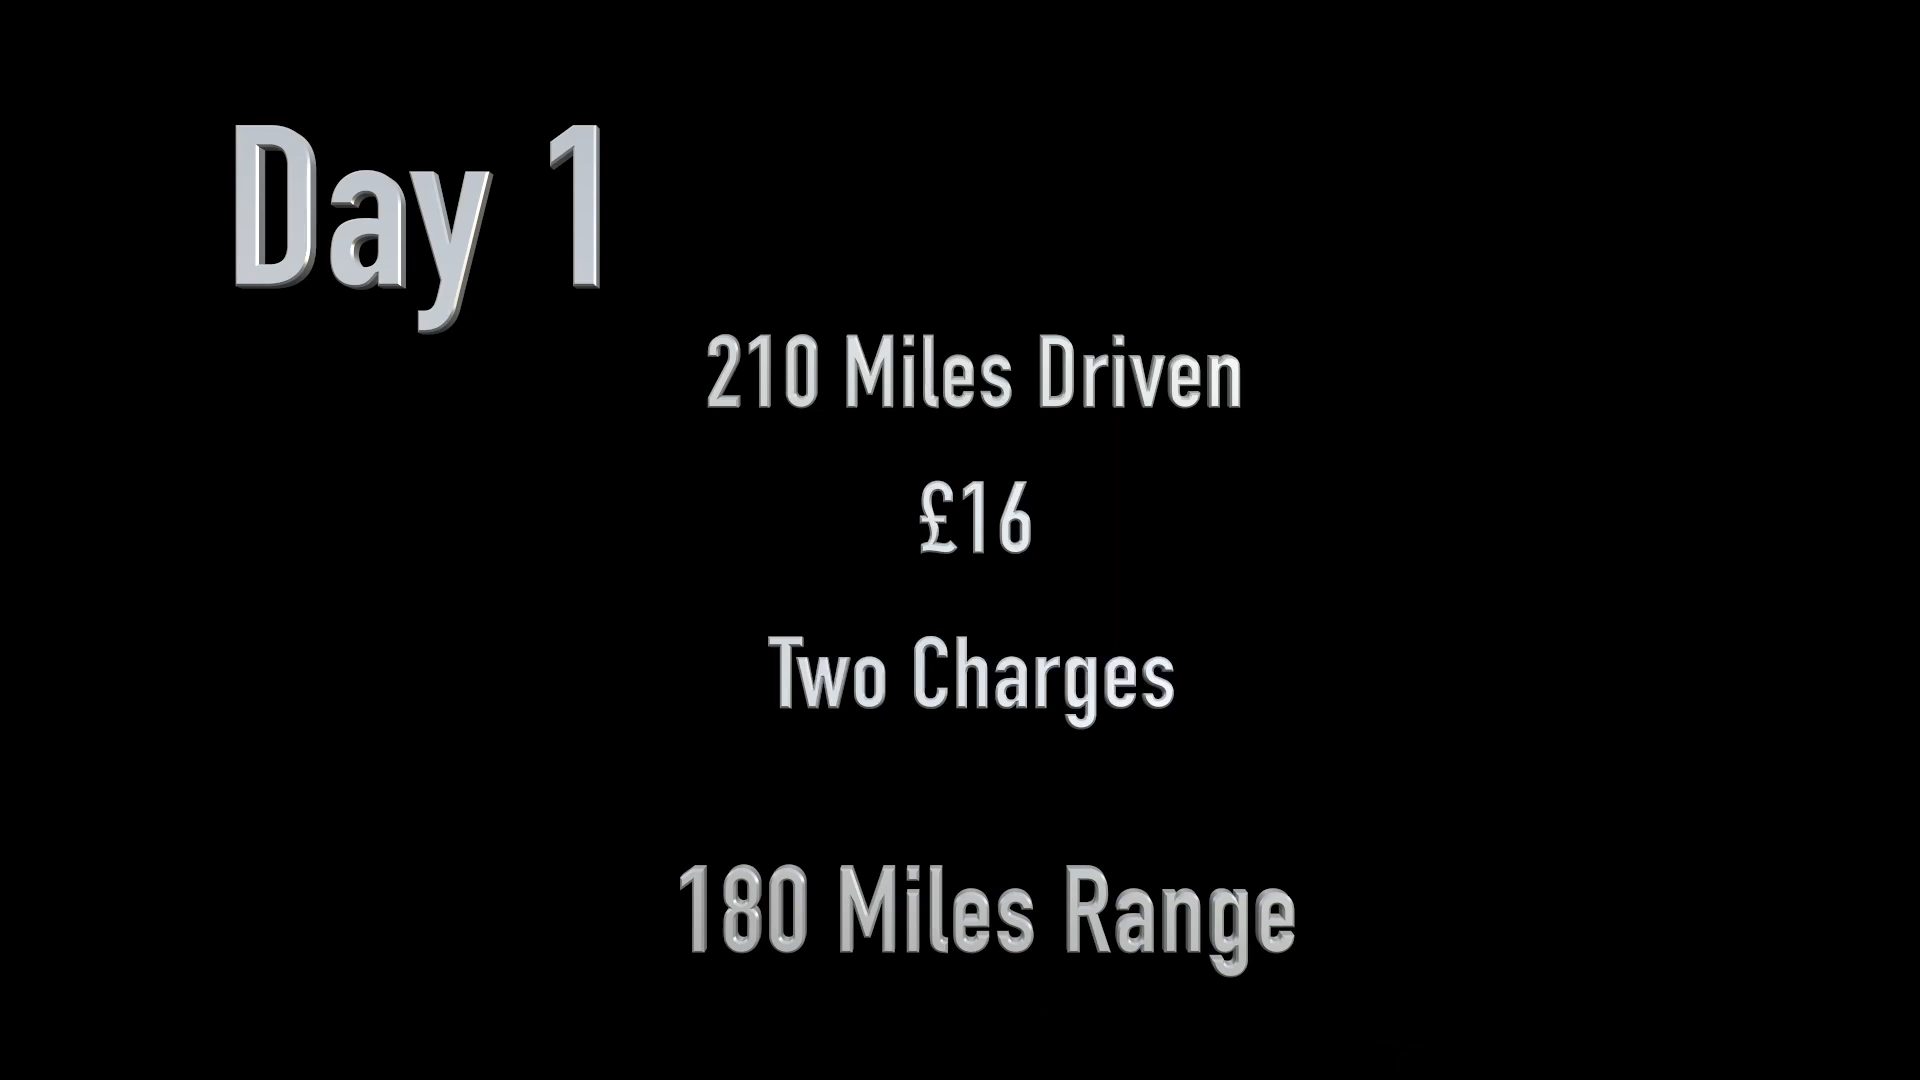 Day 1
210 Miles Driven
£16
Two Charges
180 Miles Range